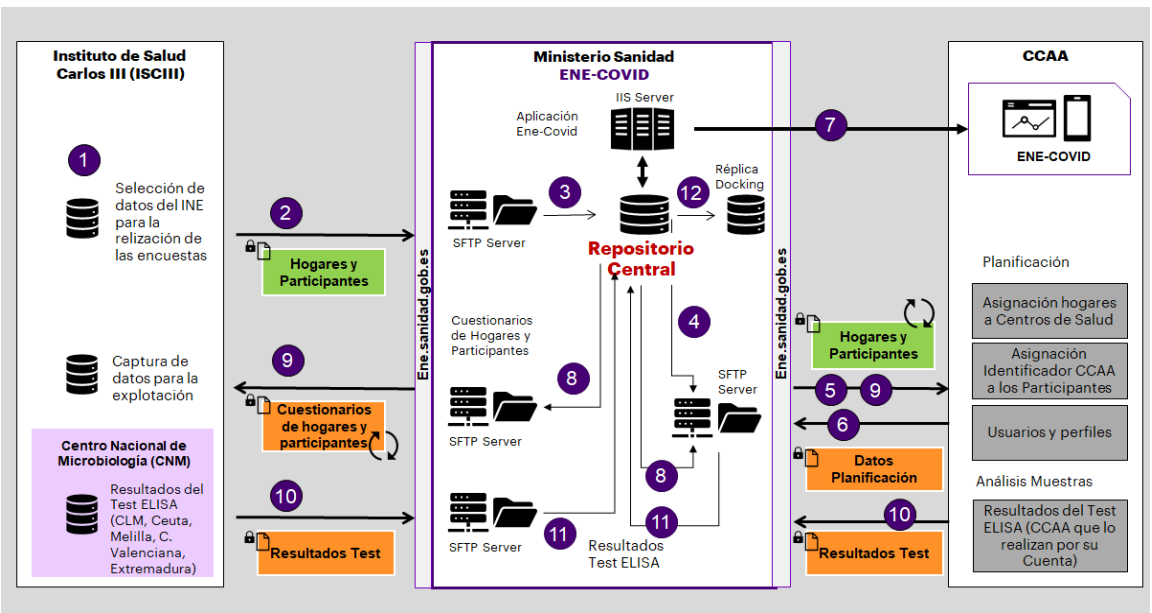 Instituto de Salud
Carlos III (ISCIII)
1
Selección de
datos del INE
para la
relización de
las encuestas
Captura de
datos para la
explotación
Centro Nacional de
Microbiología (CNM)
Resultados del
Test ELISA
(CLM, Ceuta,
Melilla, C.
Valenciana,
Extremadura)
2
Hogares y
Participantes
9
Cuestionarios
de hogares y
participantes
10
Resultados Test
Ene.sanidad.gob.es
Ministerio Sanidad
ENE-COVID
IIS Server
Aplicación
Ene-Covid
3
SFTP Server
12
Réplica
Docking
Repositorio
Central
Cuestionarios
de Hogares y
Participantes
8
SFTP Server
4
SFTP
Server
8
11
SFTP Server
11
Resultados
Test ELISA
Ene.sanidad.gob.es
7
Hogares y
Participantes
5
9
6
Datos
Planificación
10
Resultados Test
CCAA
ENE-COVID
Planificación
Asignación hogares
a Centros de Salud
Asignación
Identificador CCAA
a los Participantes
Usuarios y perfiles
Análisis Muestras
Resultados del Test
ELISA (CCAA que lo
realizan por su
Cuenta)